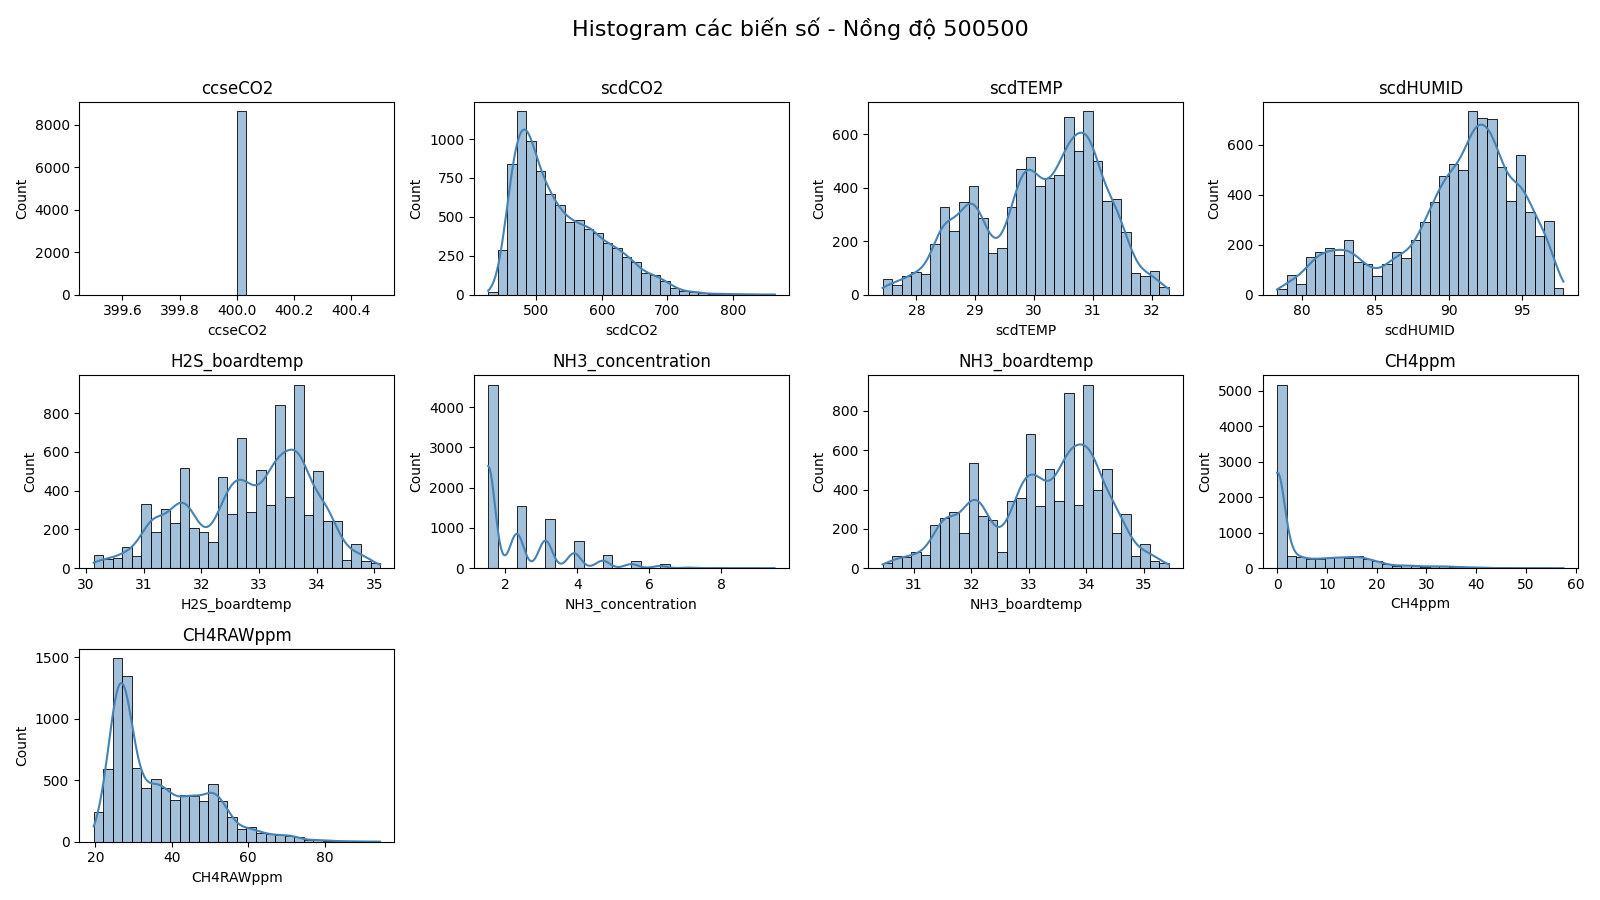 Histogram các biến số - Nồng độ 500500
ccseCO2
scdCO2
scdTEMP
scdHUMID
Count
8000
6000
4000
2000
0
399.6 399.8 400.0 400.2 400.4
ccseCO2
Count
1000
750
500
250
0
500 600 700 800
scdCO2
Count
600
400
200
0
28 29 30 31 32
scdTEMP
Count
600
400
200
0
80 85 90 95
scdHUMID
H2S_boardtemp
NH3_concentration
NH3_boardtemp
CH4ppm
Count
800
600
400
200
0
30 31 32 33 34 35
H2S_boardtemp
Count
4000
3000
2000
1000
0
2 4 6 8
NH3_concentration
Count
800
600
400
200
0
31 32 33 34 35
NH3_boardtemp
Count
5000
4000
3000
2000
1000
0
0 10 20 30 40 50 60
CH4ppm
CH4RAWppm
Count
1500
1000
500
0
20 40 60 80
CH4RAWppm